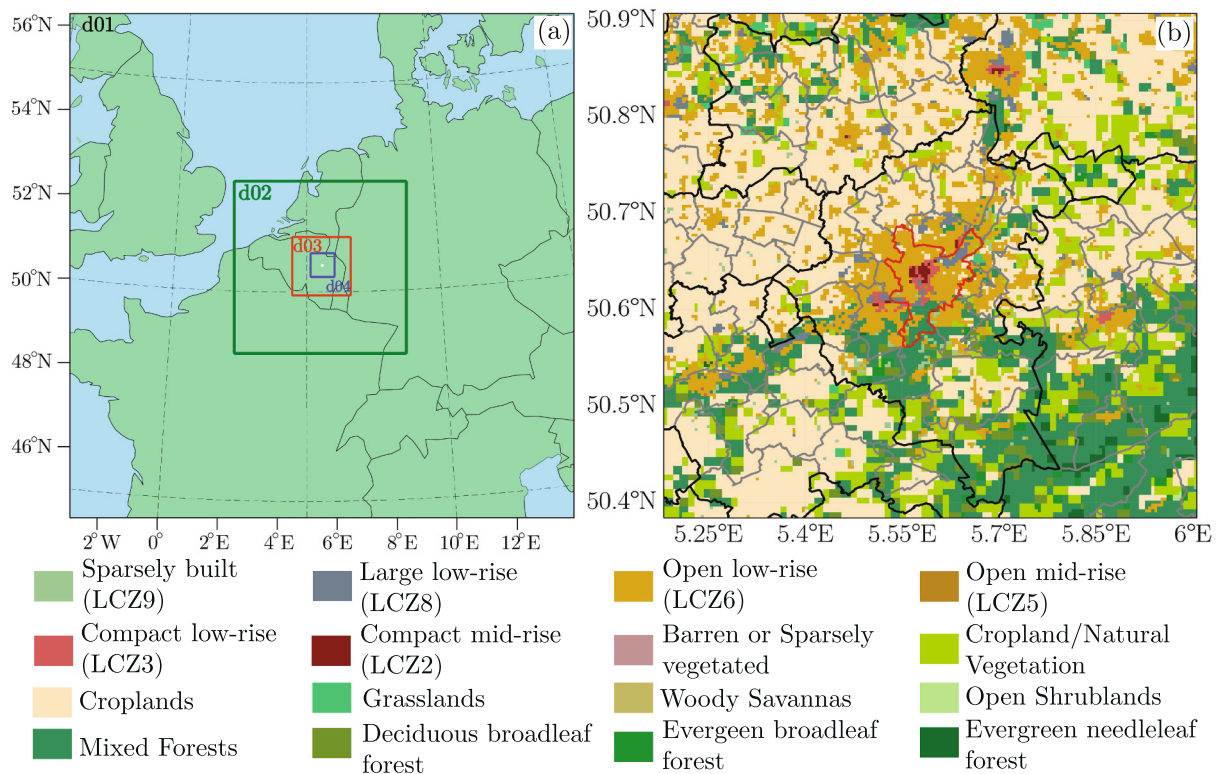 56°N
d01
(a)
54°N
52°N
50°N
48°N
46°N
d02
d03
d04
2°W
0°
2°E
4°E
6°E
8°E
10°E
12°E
50.9°N
(b)
50.8°N
50.7°N
50.6°N
50.5°N
50.4°N
5.25°E
5.4°E
5.55°E
5.7°E
5.85°E
6°E
Sparsely built
(LCZ9)
Large low-rise
(LCZ8)
Open low-rise
(LCZ6)
Open mid-rise
(LCZ5)
Compact low-rise
(LCZ3)
Compact mid-rise
(LCZ2)
Barren or Sparsely
vegetated
Cropland/Natural
Vegetation
Croplands
Grasslands
Woody Savannas
Open Shrublands
Mixed Forests
Deciduous broadleaf
forest
Evergeen broadleaf
forest
Evergreen needleleaf
forest